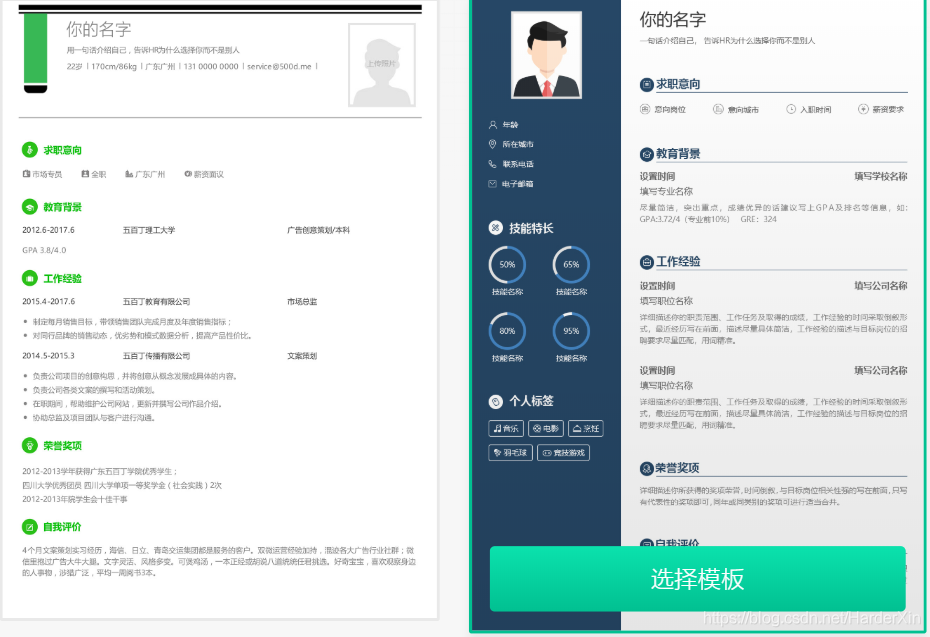 你的名字
用一句话介绍自己，告诉HR为什么选择你而不是别人
22岁 | 170cm/86kg | 广东广州 | 131 0000 0000 | service@500d.me |
上传照片
求职意向
市场专员 全职 广东广州 薪资面议
教育背景
2012.6-2017.6 五百丁理工大学 广告创意策划/本科
GPA 3.8/4.0
工作经验
2015.4-2017.6 五百丁教育有限公司 市场总监
制定每月销售目标，带领销售团队完成月度及年度销售指标；
对同行品牌的销售动态，优劣势和模式数据分析，提高产品性价比。
2014.5-2015.3 五百丁传播有限公司 文案策划
负责公司项目的创意构思，并将创意从概念发展成具体的内容。
负责公司各类文案的撰写和活动策划。
在职期间，帮助维护公司网站，更新并撰写公司作品介绍。
协助总监及项目团队与客户进行沟通。
荣誉奖项
2012-2013学年获得广东五百丁学院优秀学生；
四川大学优秀团员 四川大学单项一等奖学金（社会实践）2次
2012-2013年院学生会十佳干事
自我评价
4个月文案策划实习经历，海信、日立、青岛交运集团都是服务的客户。双微运营经验加持，混迹各大广告行业社群；微
信里抱过广告大牛大腿。文字灵活、风格多变。可煲鸡汤，一本正经或胡说八道统统任君挑选。好奇宝宝，喜欢观察身边
的人事物，涉猎广泛，平均一周阅书3本。
年龄
所在城市
联系电话
电子邮箱
技能特长
50% 65%
技能名称 技能名称
80% 95%
技能名称 技能名称
个人标签
音乐 电影 烹饪
羽毛球 竞技游戏
你的名字
一句话介绍自己，告诉HR为什么选择你而不是别人
求职意向
意向岗位 意向城市 入职时间 薪资要求
教育背景
设置时间 填写学校名称
填写专业名称
尽量简洁，突出重点，成绩优异的话建议写上GPA及排名等信息，如：
GPA:3.72/4（专业前10%） GRE：324
工作经验
设置时间 填写公司名称
填写职位名称
详细描述你的职责范围、工作任务及取得的成绩，工作经验的时间采取倒叙形
式，最近经历写在前面，描述尽量具体简洁，工作经验的描述与目标岗位的招
聘要求尽量匹配，用词精准。
设置时间 填写公司名称
填写职位名称
详细描述你的职责范围、工作任务及取得的成绩，工作经验的时间采取倒叙形
式，最近经历写在前面，描述尽量具体简洁，工作经验的描述与目标岗位的招
聘要求尽量匹配，用词精准。
荣誉奖项
详细描述你所获得的奖项荣誉，时间倒叙，与目标岗位相关性强的写在前面，只写
有代表性的奖项即可，同年或同类别的奖项可进行适当合并。
自我评价
选择模板
https://blog.csdn.net/HarderXin